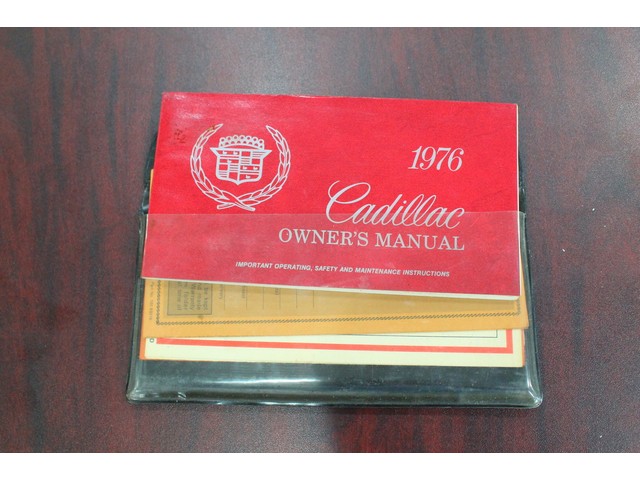 1976
Cadillac
OWNER'S MANUAL
IMPORTANT OPERATING, SAFETY AND MAINTENANCE INSTRUCTIONS